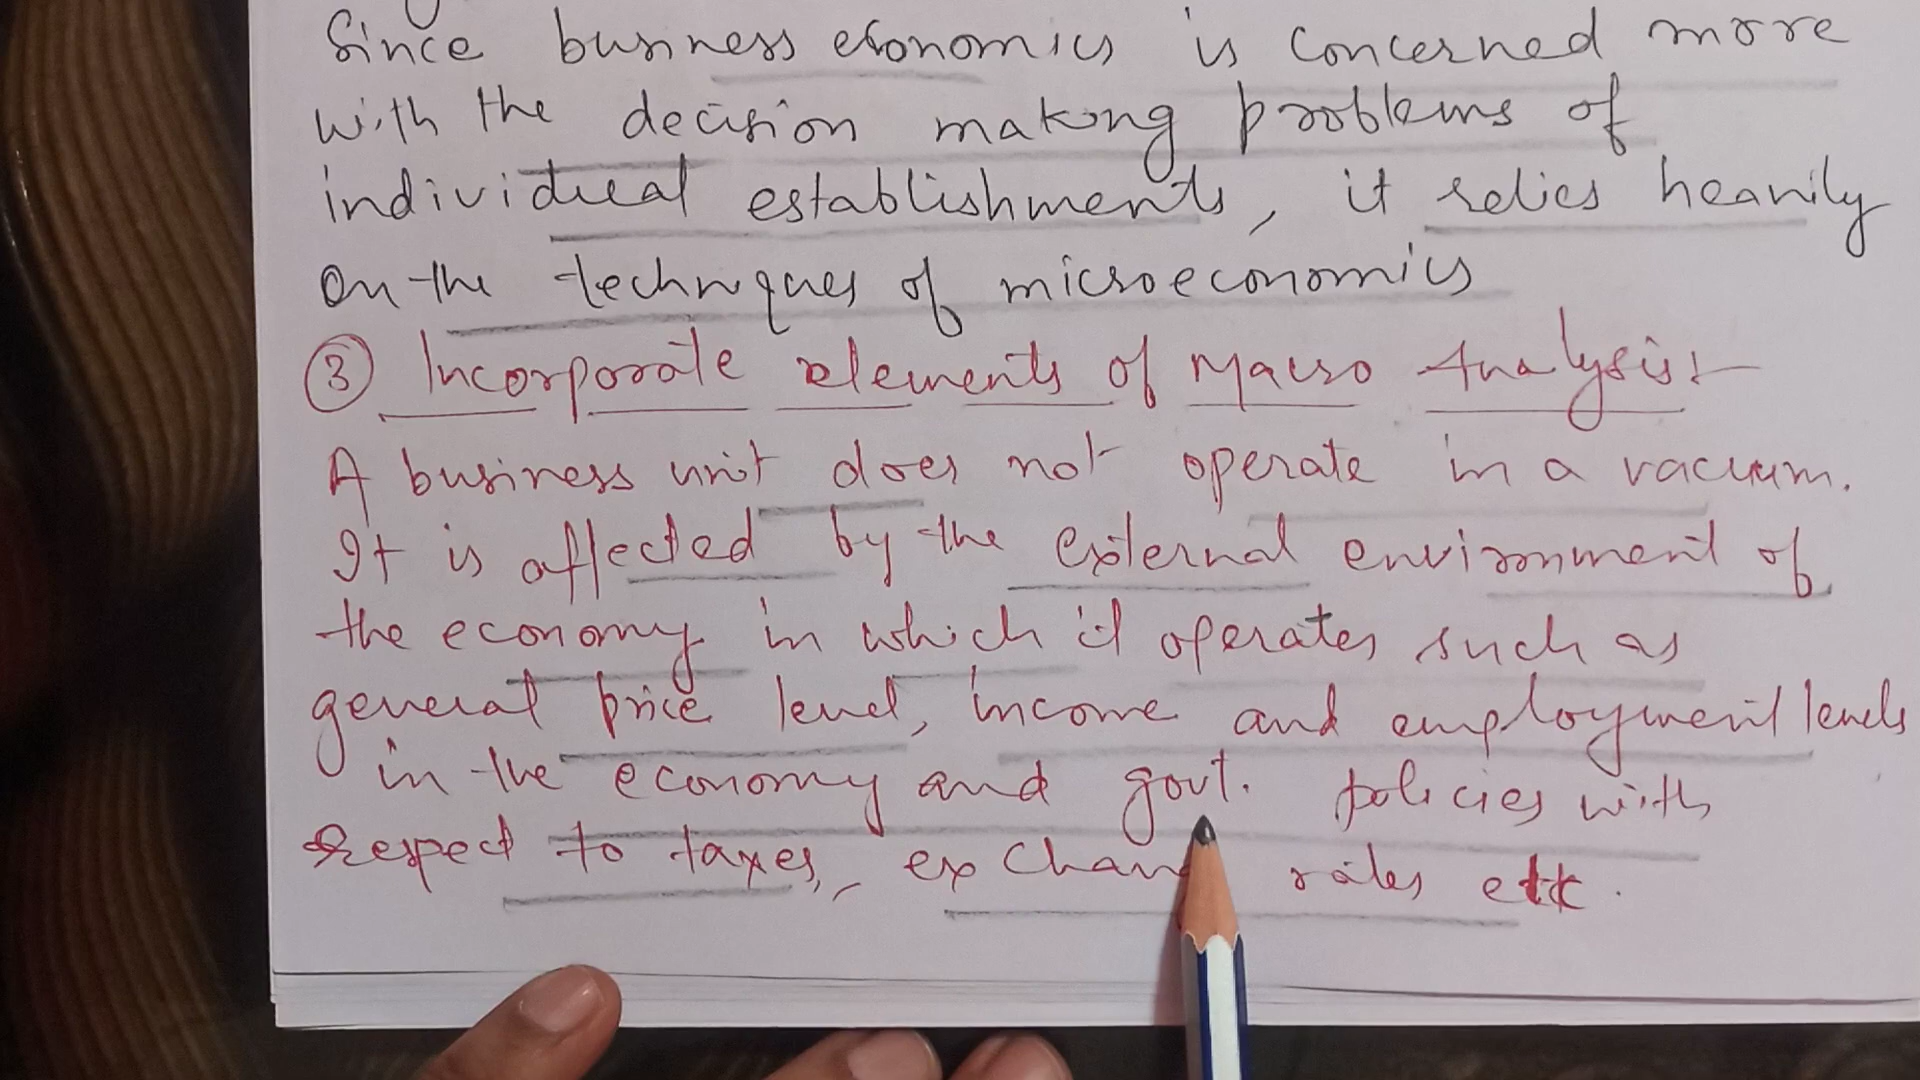 Since business economics is concerned more
with the decision making problems of
individual establishments, it relies heavily
on the techniques of microeconomics
③ Incorporate elements of Macro Analysis:-
A business unit does not operate in a vacuum.
It is affected by the external environment of
the economy in which it operates such as
general price level, income and employment levels
in the economy and govt. policies with
respect to taxes, exchan rates etc.